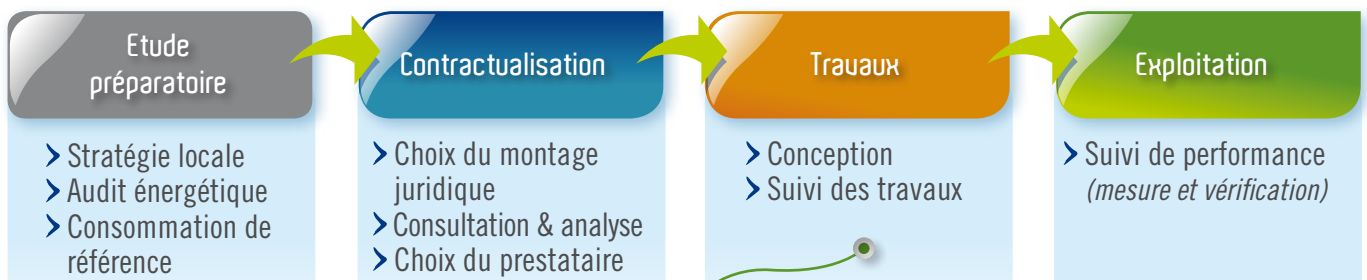 Etude
préparatoire
Stratégie locale
Audit énergétique
Consommation de
référence
Contractualisation
Choix du montage
juridique
Consultation & analyse
Choix du prestataire
Travaux
Conception
Suivi des travaux
Exploitation
Suivi de performance
(mesure et vérification)